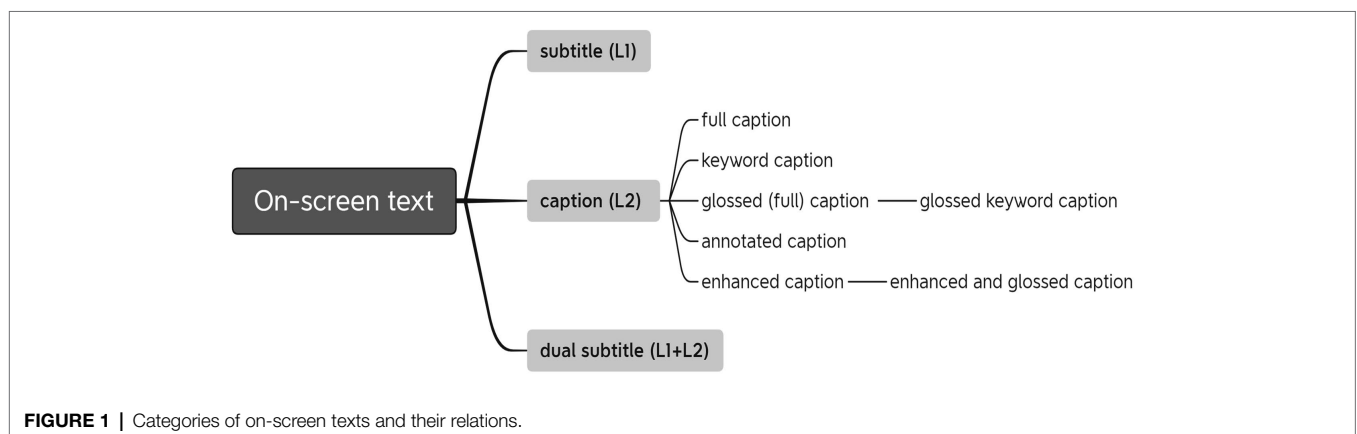 subtitle (L1)
full caption
keyword caption
On-screen text
caption (L2)
glossed (full) caption
glossed keyword caption
annotated caption
enhanced caption
enhanced and glossed caption
dual subtitle (L1+L2)
FIGURE 1 | Categories of on-screen texts and their relations.